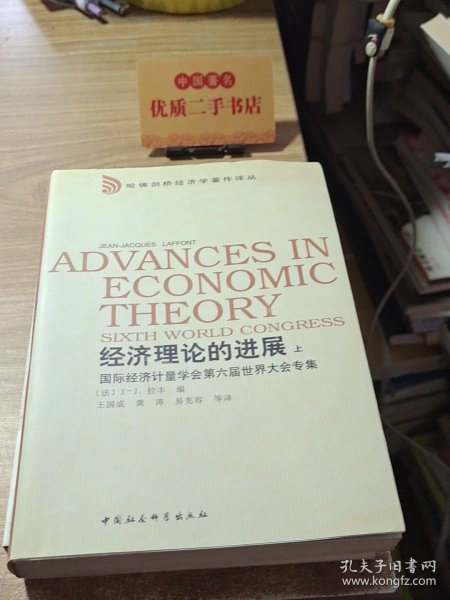 中国著名
优质二手书店
哈佛剑桥经济学著作译丛
JEAN-JACQUES LAFFONT
ADVANCES IN
ECONOMIC
THEORY
SIXTH WORLD CONGRESS
经济理论的进展 上
国际经济计量学会第六届世界大会专集
(法) J-J. 拉丰 编
王国成 黄涛 易宪容 等译
中国社会科学出版社
孔夫子旧书网
www.kongfz.com